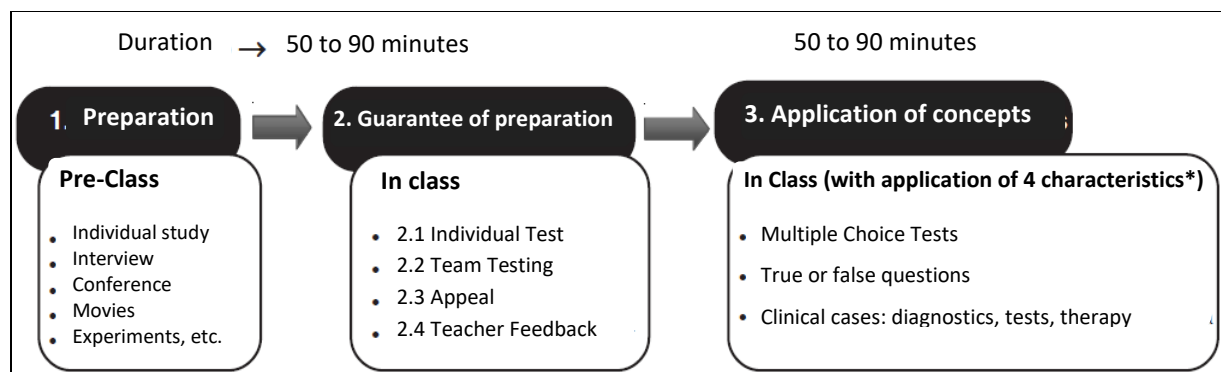 Duration → 50 to 90 minutes 50 to 90 minutes
1. Preparation
Pre-Class
• Individual study
• Interview
• Conference
• Movies
• Experiments, etc.
2. Guarantee of preparation
In class
• 2.1 Individual Test
• 2.2 Team Testing
• 2.3 Appeal
• 2.4 Teacher Feedback
3. Application of concepts
In Class (with application of 4 characteristics*)
• Multiple Choice Tests
• True or false questions
• Clinical cases: diagnostics, tests, therapy